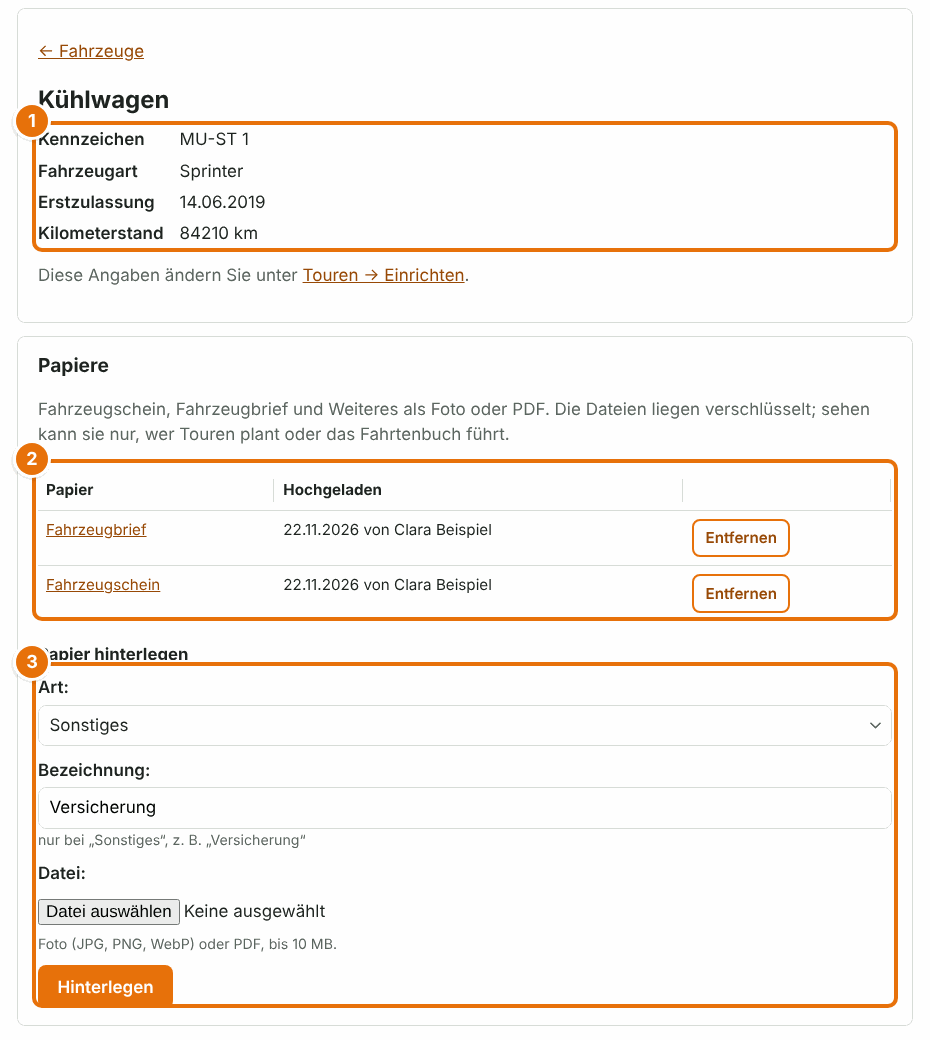 ← Fahrzeuge
Kühlwagen
1
Kennzeichen MU-ST 1
Fahrzeugart Sprinter
Erstzulassung 14.06.2019
Kilometerstand 84210 km
Diese Angaben ändern Sie unter Touren → Einrichten.
Papiere
Fahrzeugschein, Fahrzeugbrief und Weiteres als Foto oder PDF. Die Dateien liegen verschlüsselt; sehen
kann sie nur, wer Touren plant oder das Fahrtenbuch führt.
2
Papier Hochgeladen
Fahrzeugbrief 22.11.2026 von Clara Beispiel Entfernen
Fahrzeugschein 22.11.2026 von Clara Beispiel Entfernen
Papier hinterlegen
3
Art:
Sonstiges
Bezeichnung:
Versicherung
nur bei „Sonstiges“, z. B. „Versicherung“
Datei:
Datei auswählen Keine ausgewählt
Foto (JPG, PNG, WebP) oder PDF, bis 10 MB.
Hinterlegen